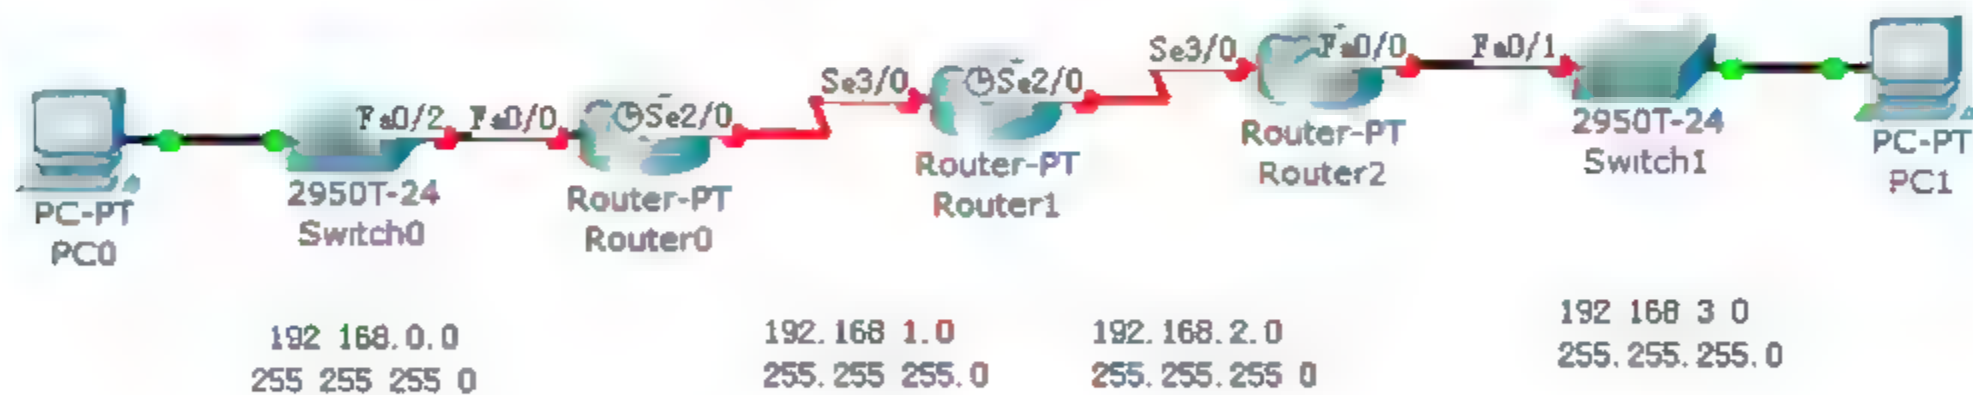 Fa0/2 Fa0/0 Se2/0 Se3/0 Se2/0 Se3/0 Fa0/0 Fa0/1
PC-PT
PC0
2950T-24
Switch0
Router-PT
Router0
Router-PT
Router1
Router-PT
Router2
2950T-24
Switch1
PC-PT
PC1
192 168.0.0
255 255 255 0
192.168 1.0
255.255 255.0
192.168.2.0
255.255.255 0
192 168 3 0
255.255.255.0